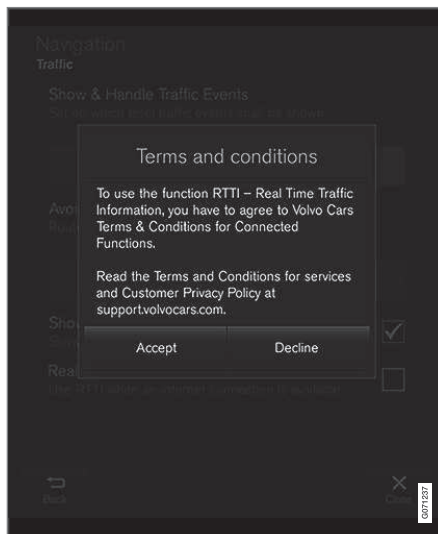 Navigation
Traffic
Show & Handle Traffic Events
Terms and conditions
To use the function RTTI – Real Time Traffic
Information, you have to agree to Volvo Cars
Terms & Conditions for Connected
Functions.
Read the Terms and Conditions for services
and Customer Privacy Policy at
support.volvocars.com.
Accept
Decline
Back
Close
G071237